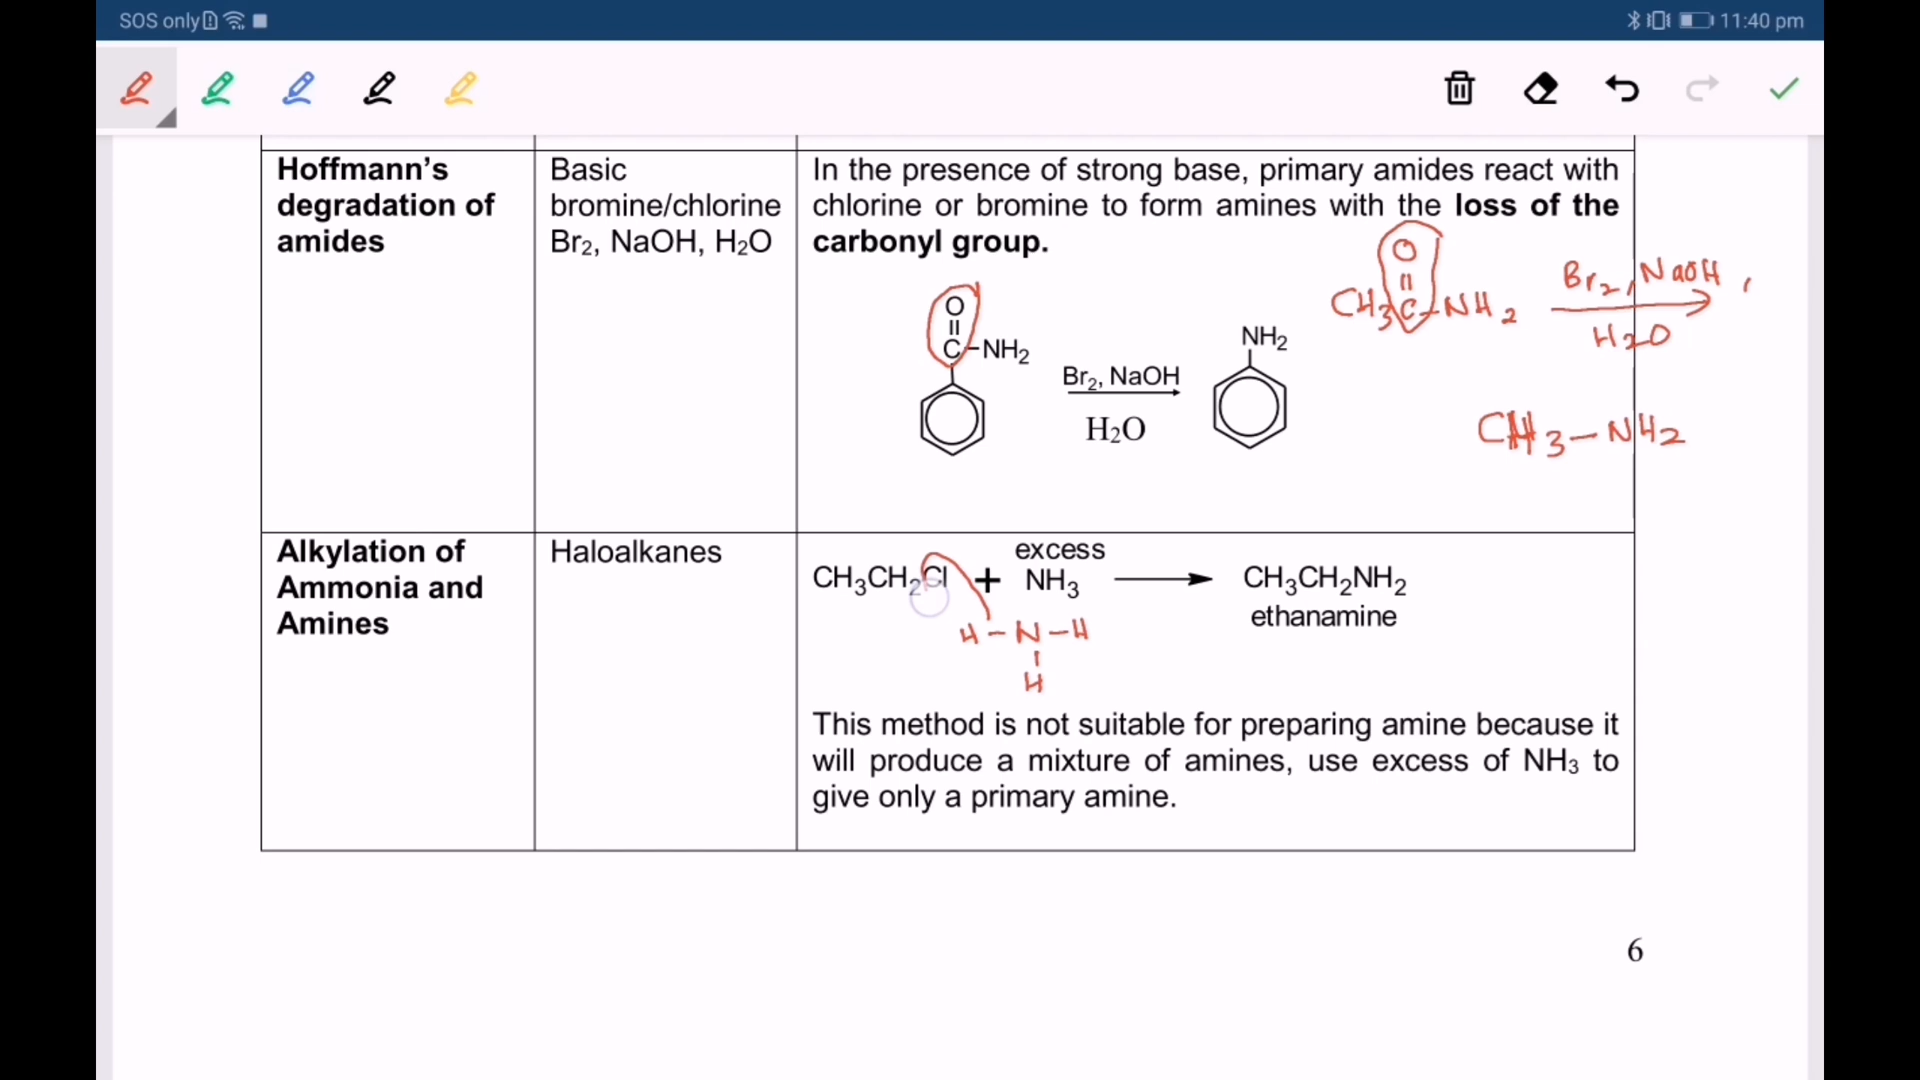 SOS only
11:40 pm
Hoffmann's
degradation of
amides
Basic
bromine/chlorine
Br₂, NaOH, H₂O
In the presence of strong base, primary amides react with
chlorine or bromine to form amines with the loss of the
carbonyl group.
O
C-NH₂
Br₂, NaOH
H₂O
NH₂
O
CH₃C-NH₂
Br₂, NaOH,
H₂O
CH₃-NH₂
Alkylation of
Ammonia and
Amines
Haloalkanes
excess
CH₃CH₂Cl + NH₃ → CH₃CH₂NH₂
ethanamine
H-N-H
H
This method is not suitable for preparing amine because it
will produce a mixture of amines, use excess of NH₃ to
give only a primary amine.
6